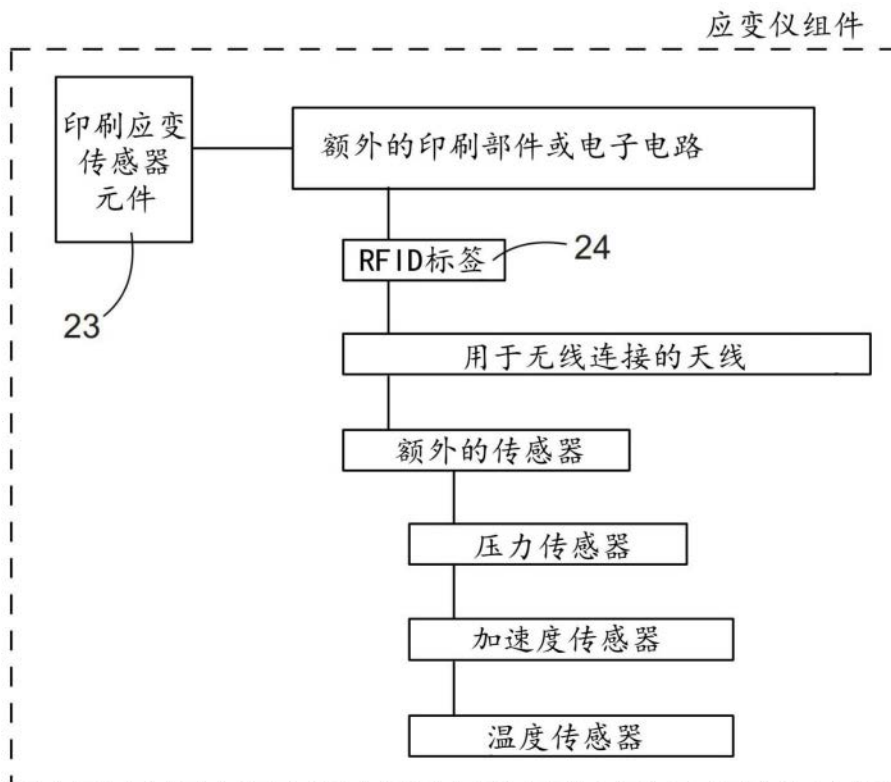 应变仪组件
印刷应变
传感器
元件
额外的印刷部件或电子电路
RFID标签
24
23
用于无线连接的天线
额外的传感器
压力传感器
加速度传感器
温度传感器